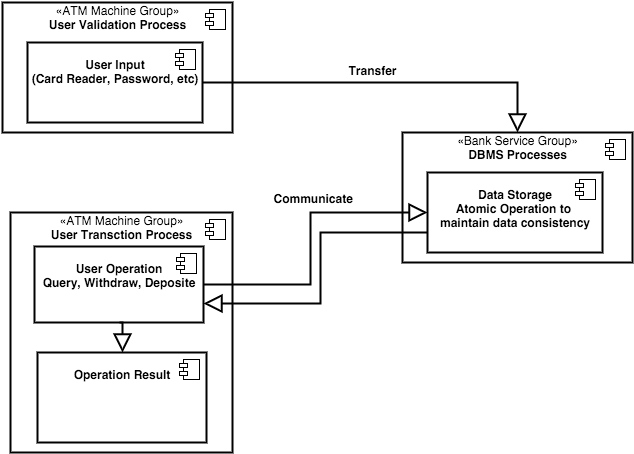 «ATM Machine Group»
User Validation Process
User Input
(Card Reader, Password, etc)
Transfer
«Bank Service Group»
DBMS Processes
Data Storage
Atomic Operation to
maintain data consistency
Communicate
«ATM Machine Group»
User Transction Process
User Operation
Query, Withdraw, Deposite
Operation Result